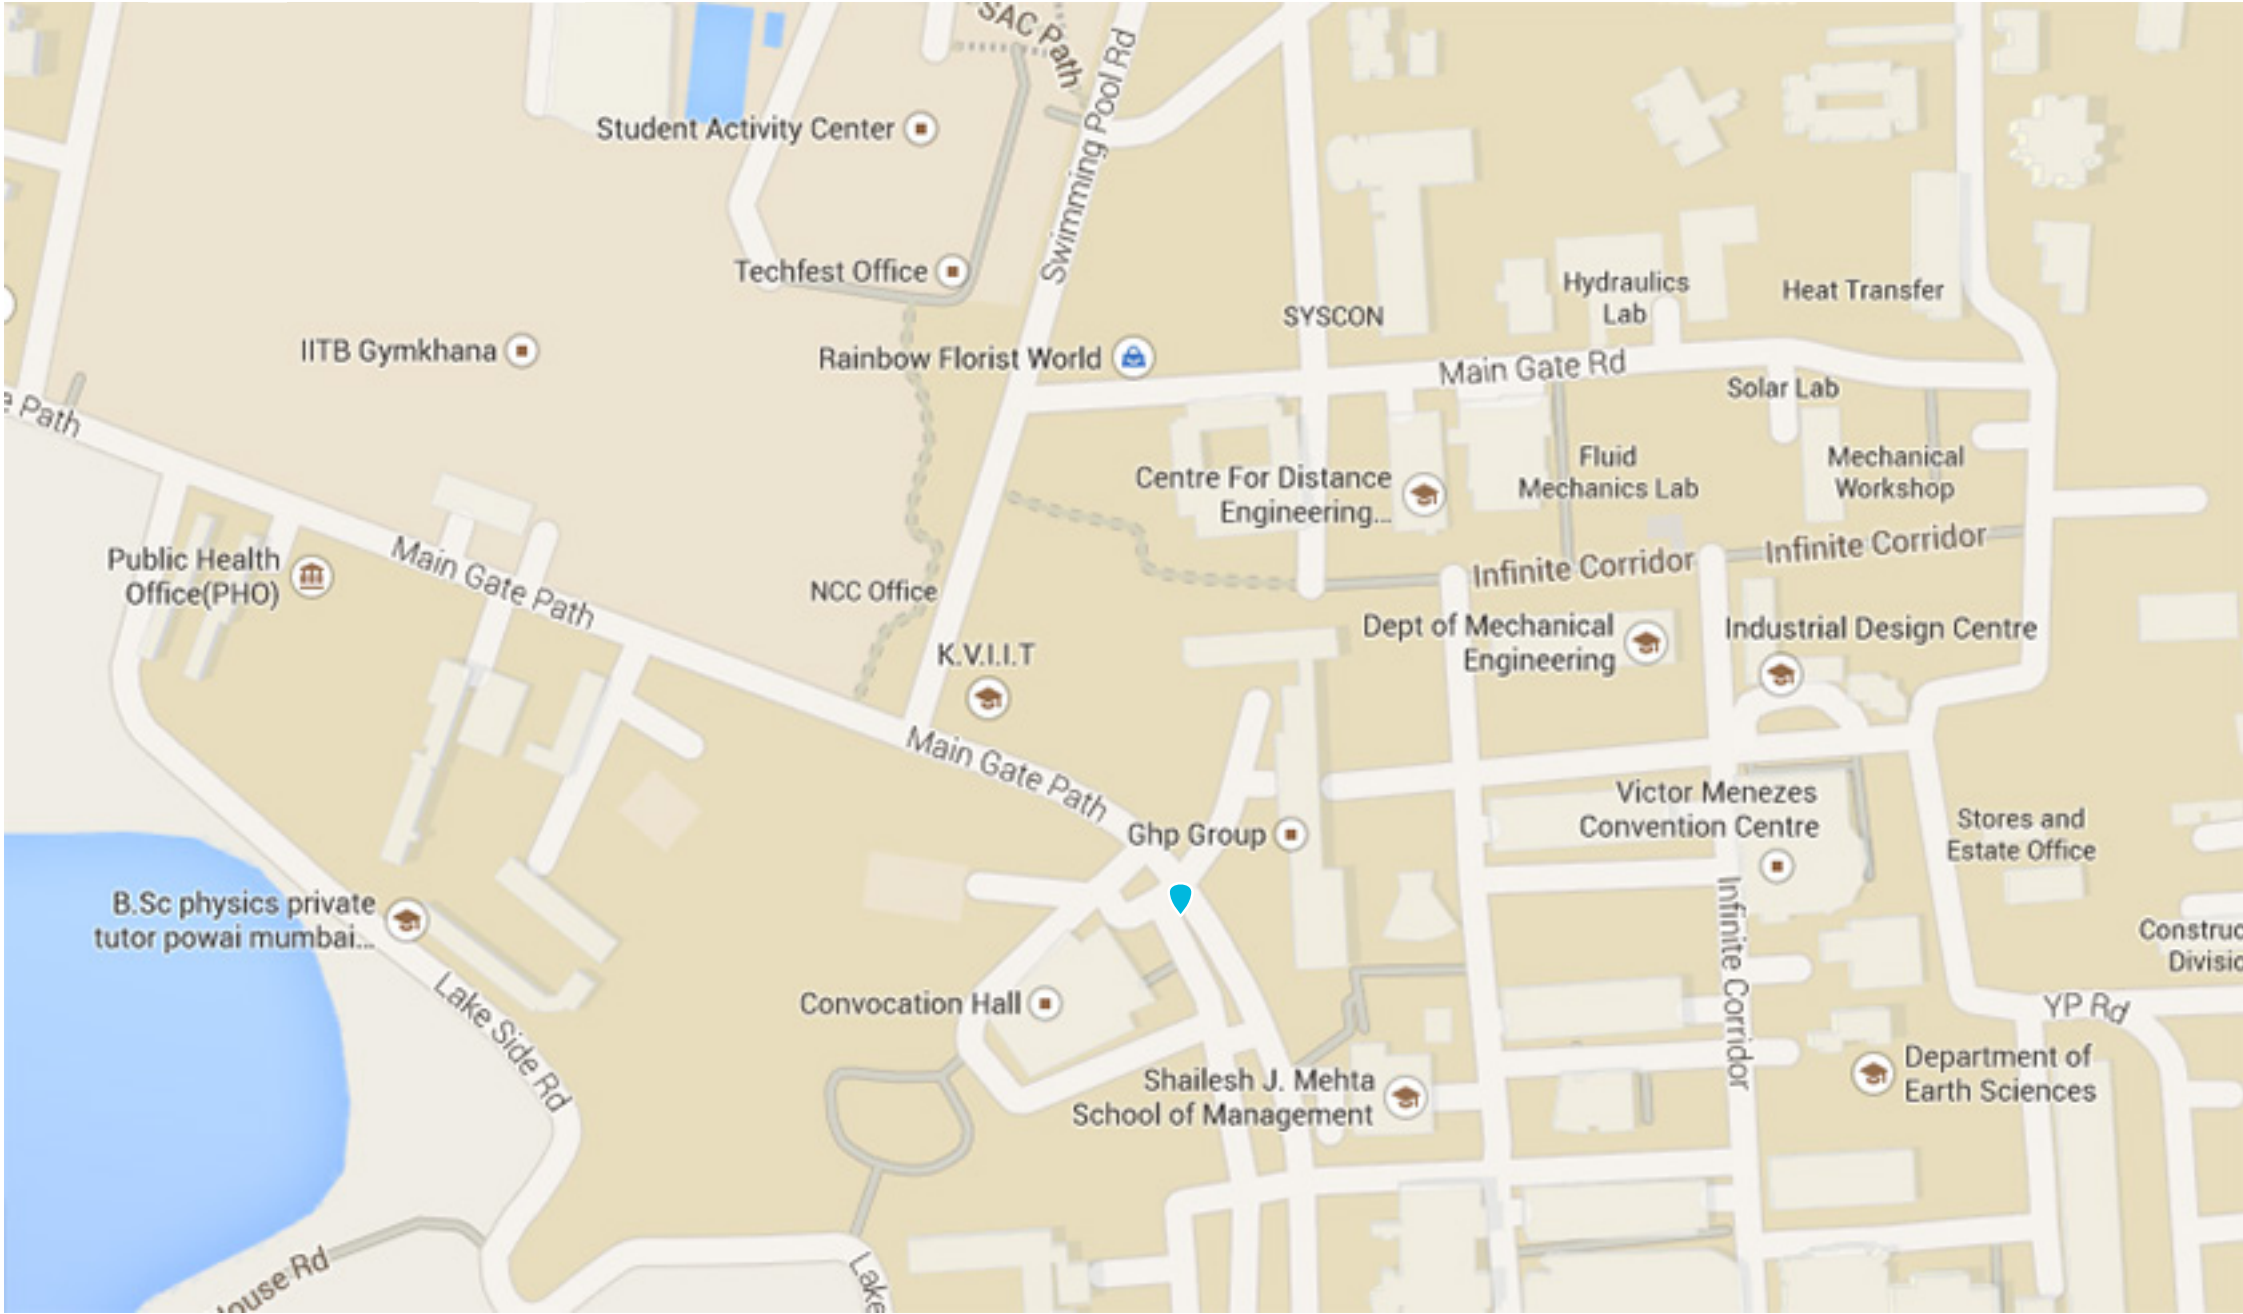 SAC Path
Swimming Pool Rd
Student Activity Center
Techfest Office
Hydraulics
Lab
Heat Transfer
SYSCON
IITB Gymkhana
Rainbow Florist World
Main Gate Rd
Solar Lab
Path
Centre For Distance
Engineering...
Fluid
Mechanics Lab
Mechanical
Workshop
Public Health
Office(PHO)
Main Gate Path
NCC Office
Infinite Corridor
Infinite Corridor
K.V.I.I.T
Dept of Mechanical
Engineering
Industrial Design Centre
Main Gate Path
Ghp Group
Victor Menezes
Convention Centre
Stores and
Estate Office
B.Sc physics private
tutor powai mumbai...
Infinite Corridor
Lake Side Rd
Convocation Hall
YP Rd
Shailesh J. Mehta
School of Management
Department of
Earth Sciences
Rd
Lake